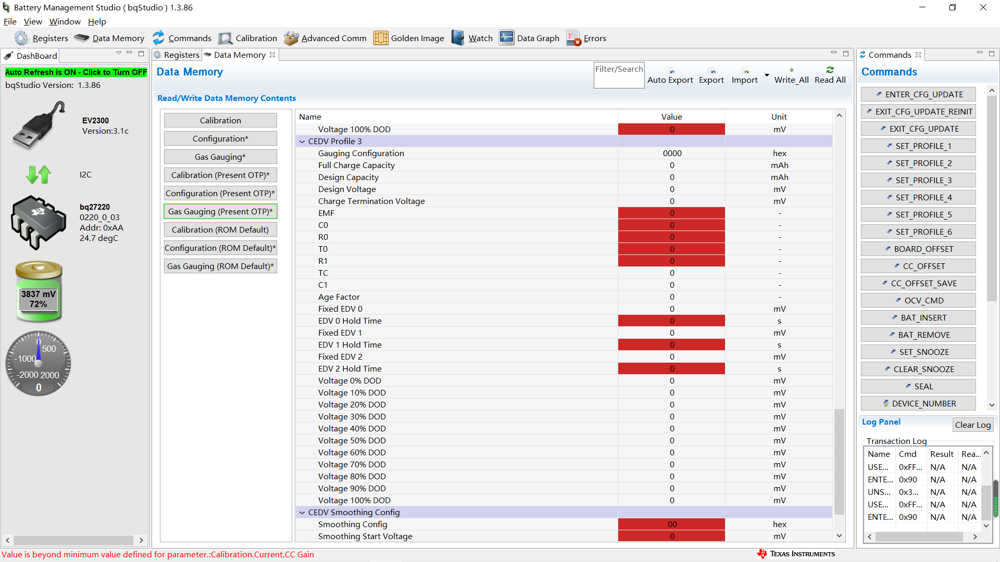 Battery Management Studio ( bqStudio ) 1.3.86
File View Window Help
Registers Data Memory Commands Calibration Advanced Comm Golden Image Watch Data Graph Errors
DashBoard
Auto Refresh is ON - Click to Turn OFF
bqStudio Version: 1.3.86
EV2300
Version:3.1c
I2C
bq27220
0220_0_03
Addr: 0xAA
24.7 degC
3837 mV
72%
0
500
-1000
-2000 2000
0
Registers Data Memory
Data Memory
Filter/Search
Auto Export Export Import Write_All Read All
Read/Write Data Memory Contents
Calibration
Configuration*
Gas Gauging*
Calibration (Present OTP)*
Configuration (Present OTP)*
Gas Gauging (Present OTP)*
Calibration (ROM Default)
Configuration (ROM Default)*
Gas Gauging (ROM Default)*
Name Value Unit
Voltage 100% DOD 0 mV
CEDV Profile 3
Gauging Configuration 0000 hex
Full Charge Capacity 0 mAh
Design Capacity 0 mAh
Design Voltage 0 mV
Charge Termination Voltage 0 mV
EMF 0 -
C0 0 -
R0 0 -
T0 0 -
R1 0 -
TC 0 -
C1 0 -
Age Factor 0 -
Fixed EDV 0 0 mV
EDV 0 Hold Time 0 s
Fixed EDV 1 0 mV
EDV 1 Hold Time 0 s
Fixed EDV 2 0 mV
EDV 2 Hold Time 0 s
Voltage 0% DOD 0 mV
Voltage 10% DOD 0 mV
Voltage 20% DOD 0 mV
Voltage 30% DOD 0 mV
Voltage 40% DOD 0 mV
Voltage 50% DOD 0 mV
Voltage 60% DOD 0 mV
Voltage 70% DOD 0 mV
Voltage 80% DOD 0 mV
Voltage 90% DOD 0 mV
Voltage 100% DOD 0 mV
CEDV Smoothing Config
Smoothing Config 00 hex
Smoothing Start Voltage 0 mV
Commands
Commands
ENTER_CFG_UPDATE
EXIT_CFG_UPDATE_REINIT
EXIT_CFG_UPDATE
SET_PROFILE_1
SET_PROFILE_2
SET_PROFILE_3
SET_PROFILE_4
SET_PROFILE_5
SET_PROFILE_6
BOARD_OFFSET
CC_OFFSET
CC_OFFSET_SAVE
OCV_CMD
BAT_INSERT
BAT_REMOVE
SET_SNOOZE
CLEAR_SNOOZE
SEAL
DEVICE_NUMBER
Log Panel Clear Log
Transaction Log
Name Cmd Result Rea...
USE... 0xFF... N/A N/A
ENTE... 0x90 N/A N/A
UNS... 0x3... N/A N/A
USE... 0xFF... N/A N/A
ENTE... 0x90 N/A N/A
Value is beyond minimum value defined for parameter.:Calibration.Current.CC Gain
TEXAS INSTRUMENTS